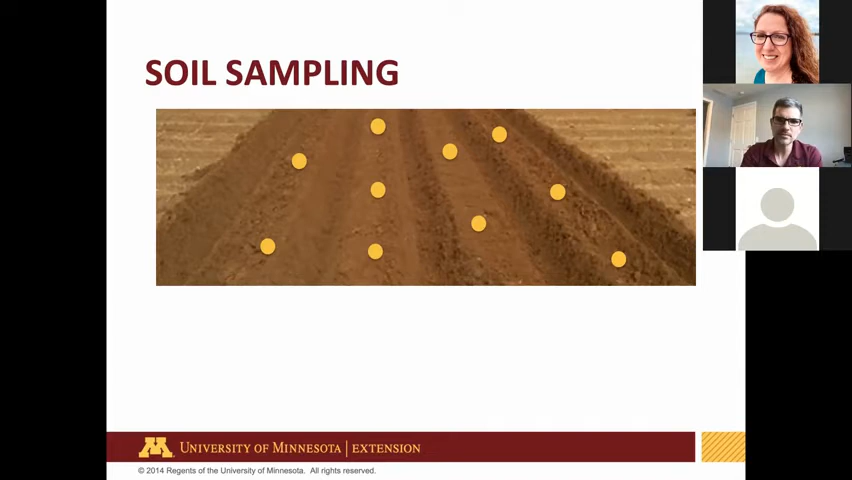 SOIL SAMPLING
UNIVERSITY OF MINNESOTA | EXTENSION
© 2014 Regents of the University of Minnesota. All rights reserved.